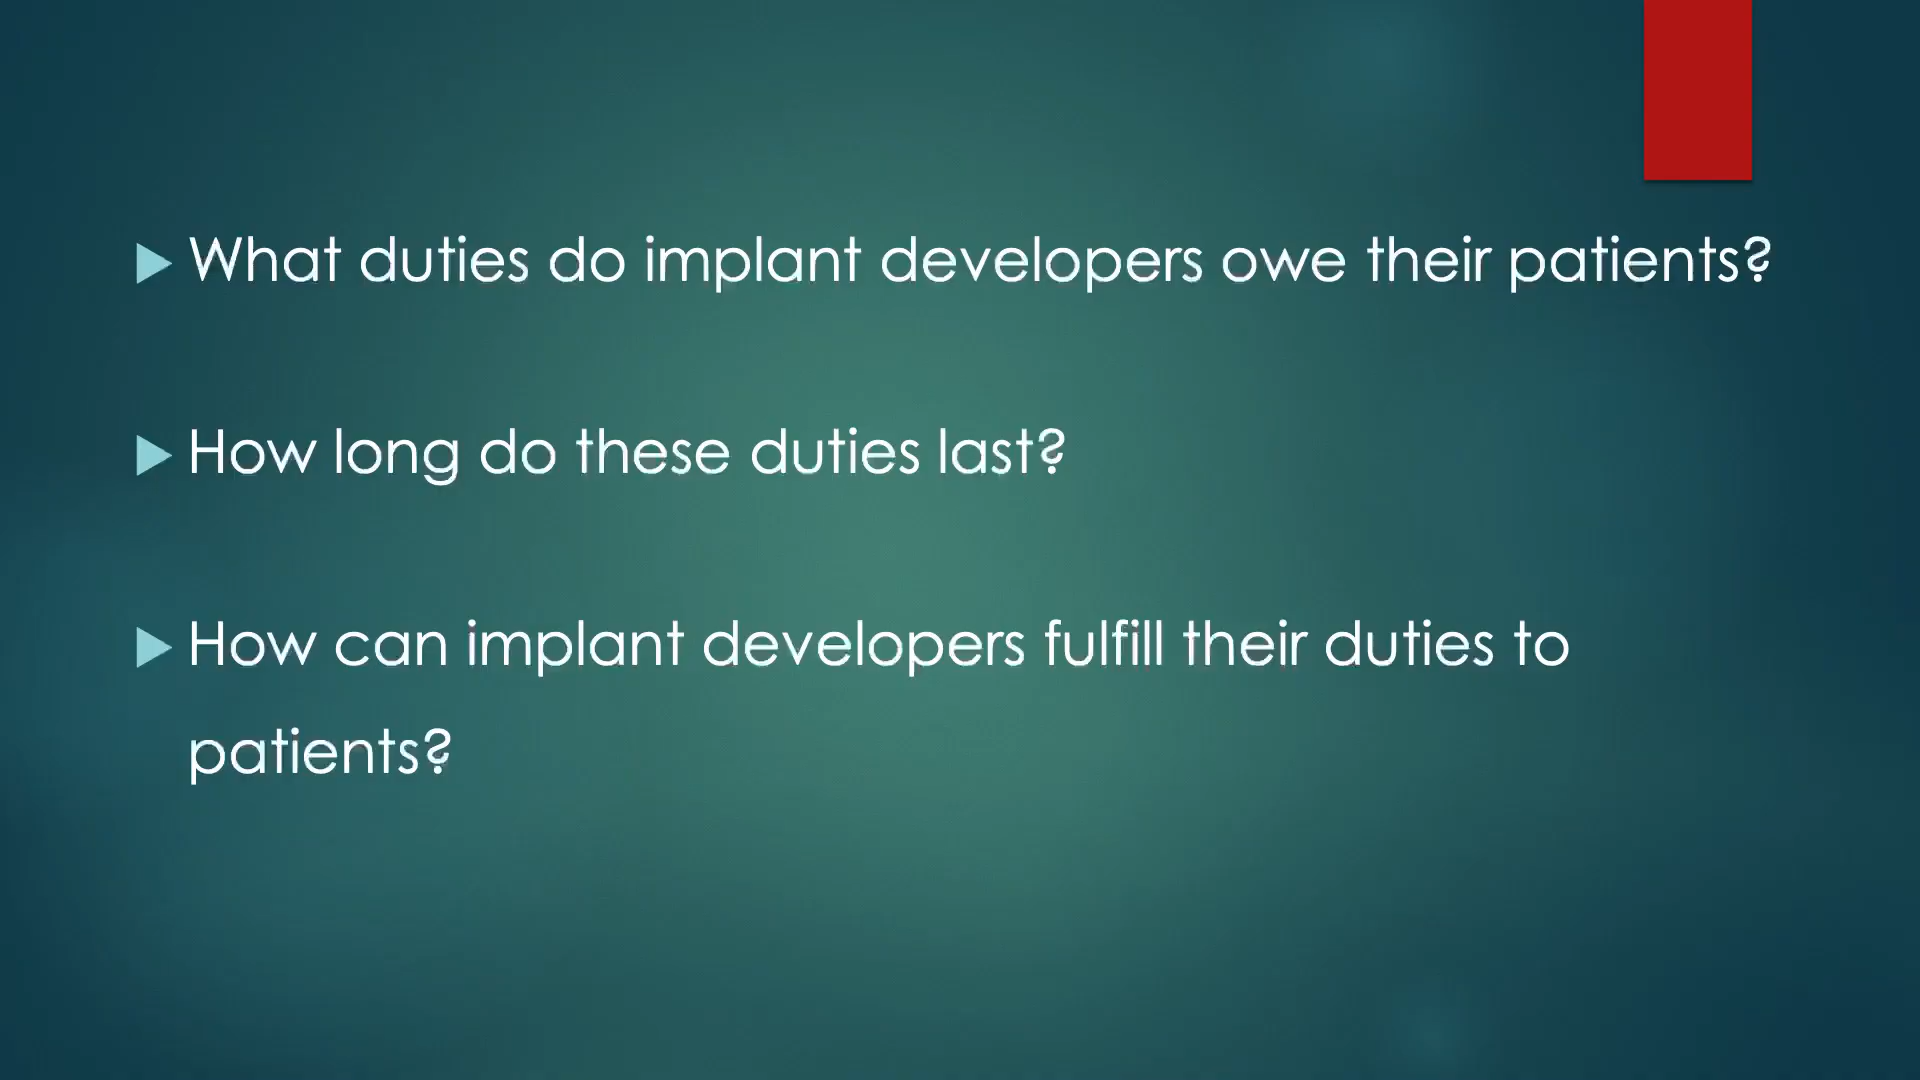 What duties do implant developers owe their patients?
How long do these duties last?
How can implant developers fulfill their duties to
patients?